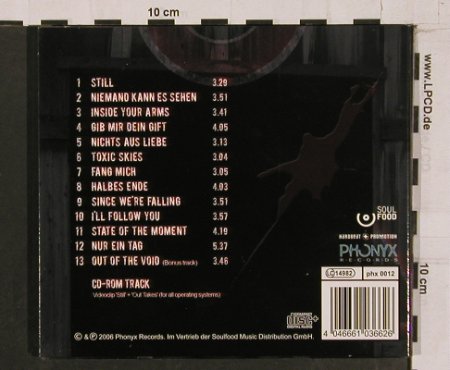 10 cm
1 STILL 3.29
2 NIEMAND KANN ES SEHEN 3.51
3 INSIDE YOUR ARMS 3.41
4 GIB MIR DEIN GIFT 4.05
5 NICHTS AUS LIEBE 3.13
6 TOXIC SKIES 3.04
7 FANG MICH 3.05
8 HALBES ENDE 4.03
9 SINCE WE'RE FALLING 3.51
10 I'LL FOLLOW YOU 3.57
11 STATE OF THE MOMENT 4.19
12 NUR EIN TAG 5.37
13 OUT OF THE VOID (Bonus track) 3.46
CD-ROM TRACK
Videoclip "Still" + "Out Takes" (for all operating systems)
© & ℗ 2006 Phonyx Records. Im Vertrieb der Soulfood Music Distribution GmbH.
SOUL
FOOD
PROMOTION
PHONYX
RECORDS
LC 14982
phx 0012
4 046661 036626
www.LPCD.de
10 cm